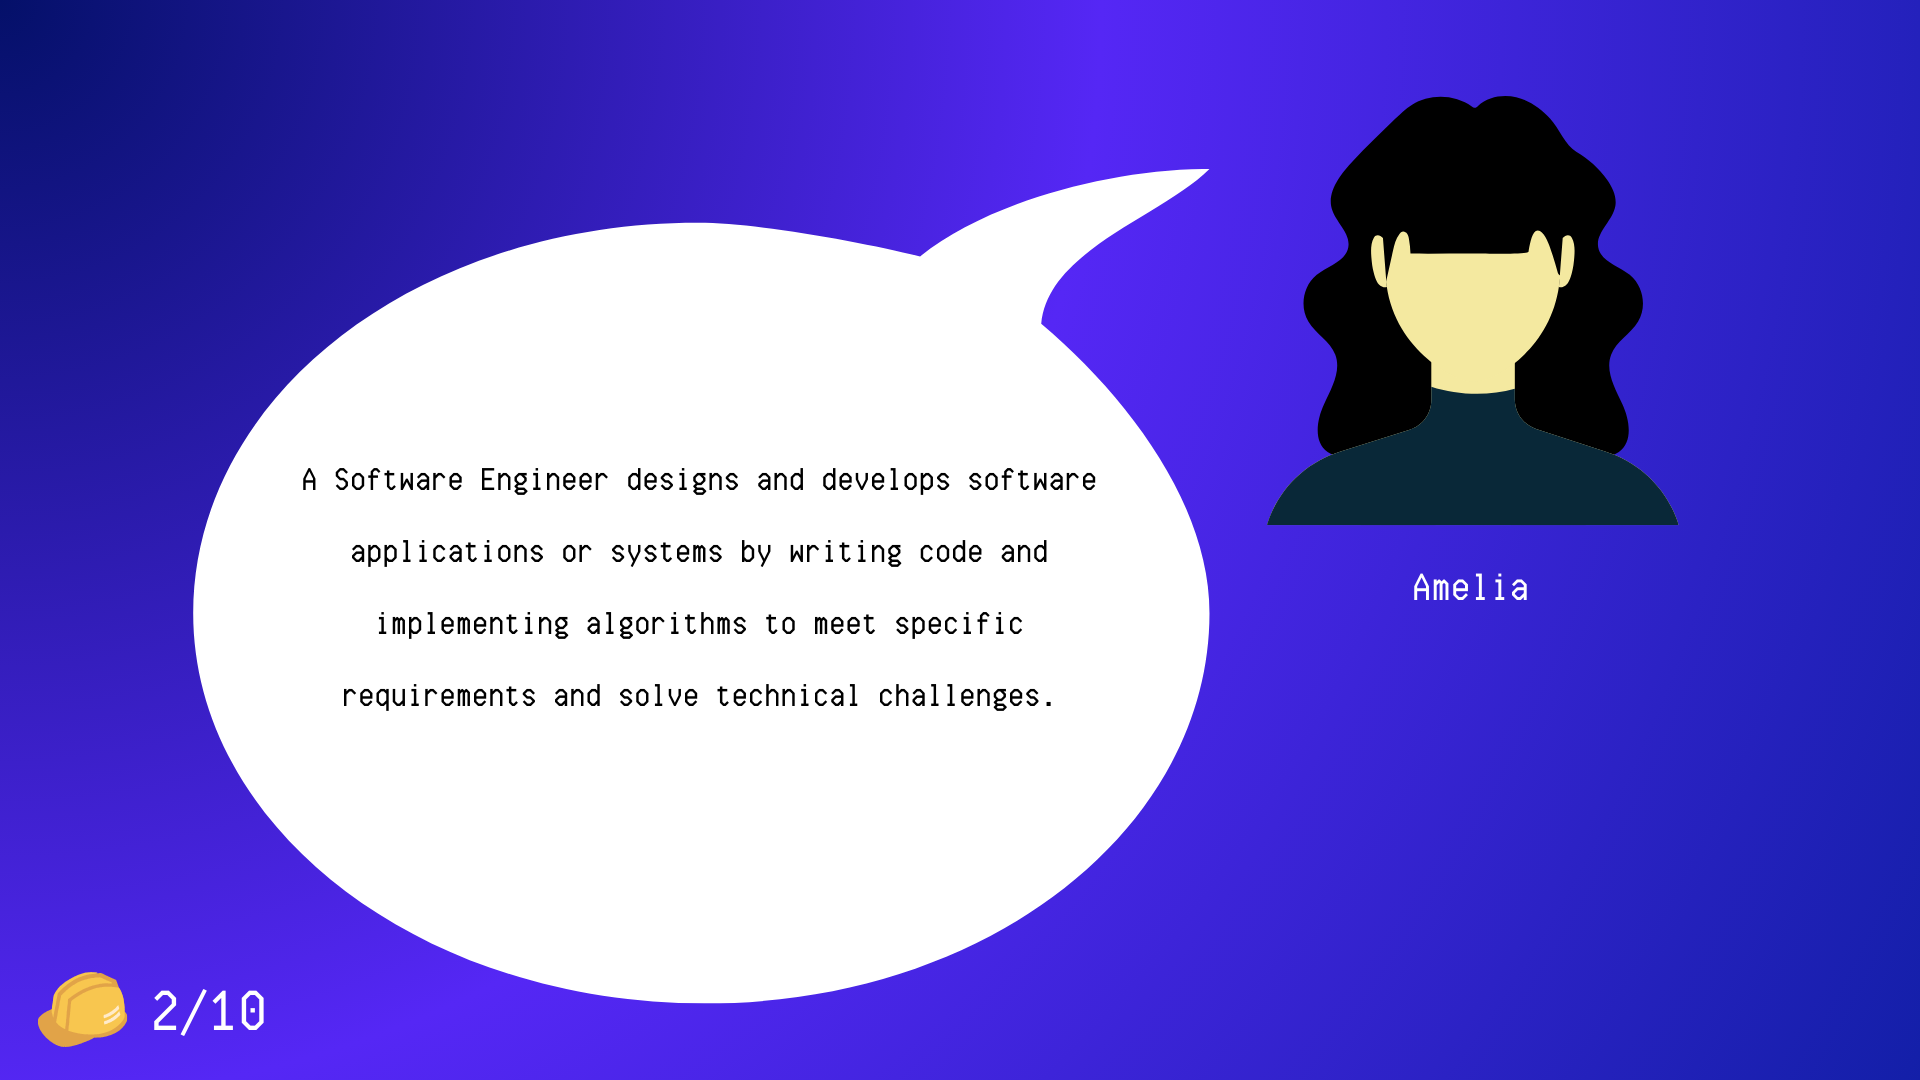 A Software Engineer designs and develops software
applications or systems by writing code and
implementing algorithms to meet specific
requirements and solve technical challenges.
Amelia
2/10